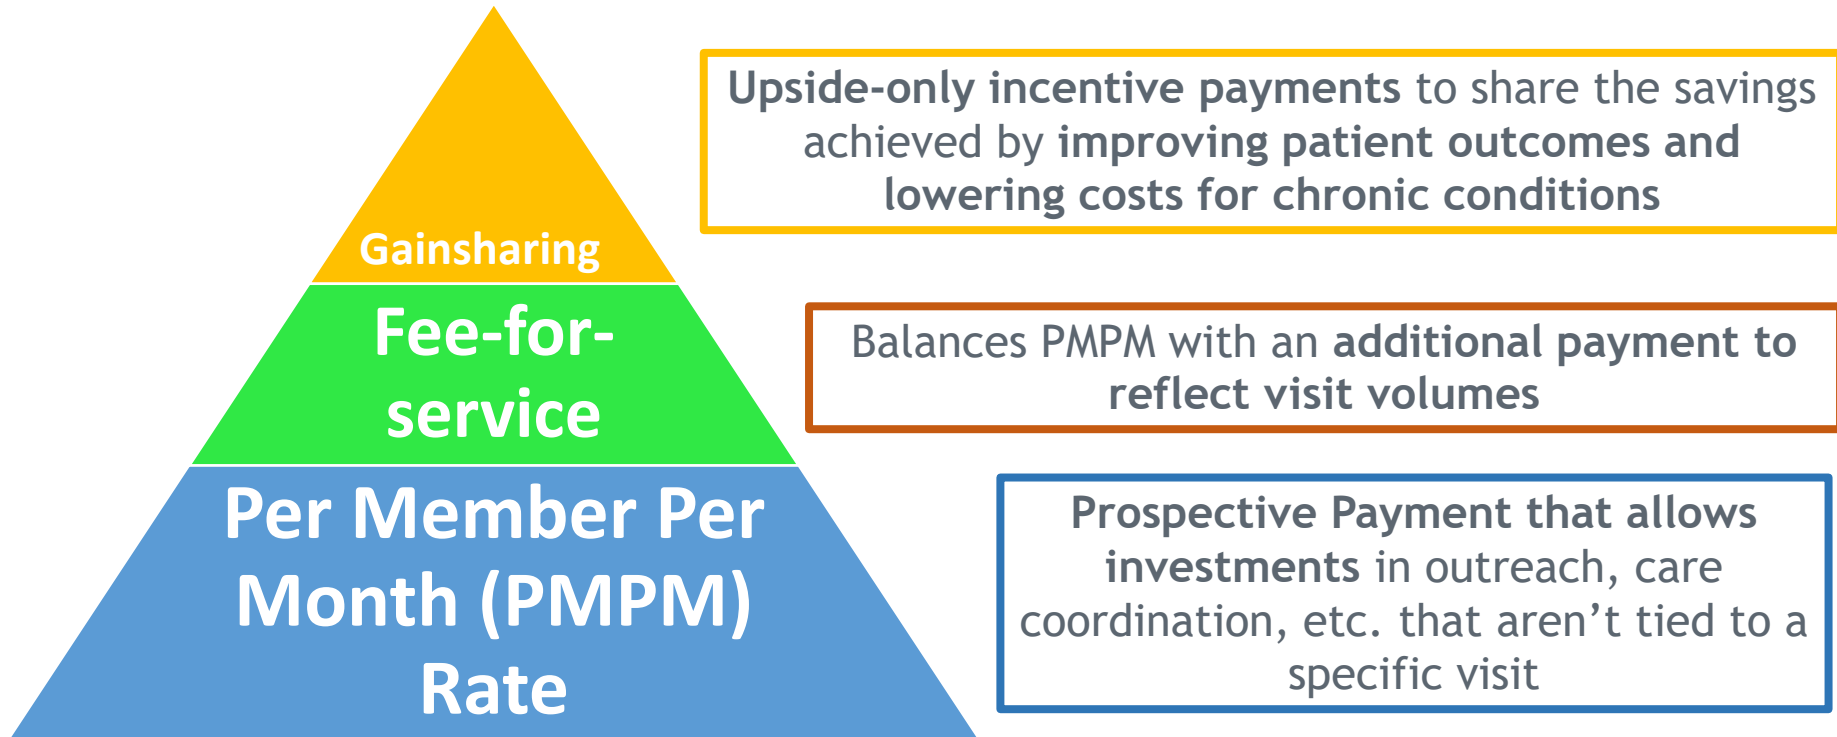 Gainsharing
Upside-only incentive payments to share the savings
achieved by improving patient outcomes and
lowering costs for chronic conditions
Fee-for-
service
Balances PMPM with an additional payment to
reflect visit volumes
Per Member Per
Month (PMPM)
Rate
Prospective Payment that allows
investments in outreach, care
coordination, etc. that aren’t tied to a
specific visit